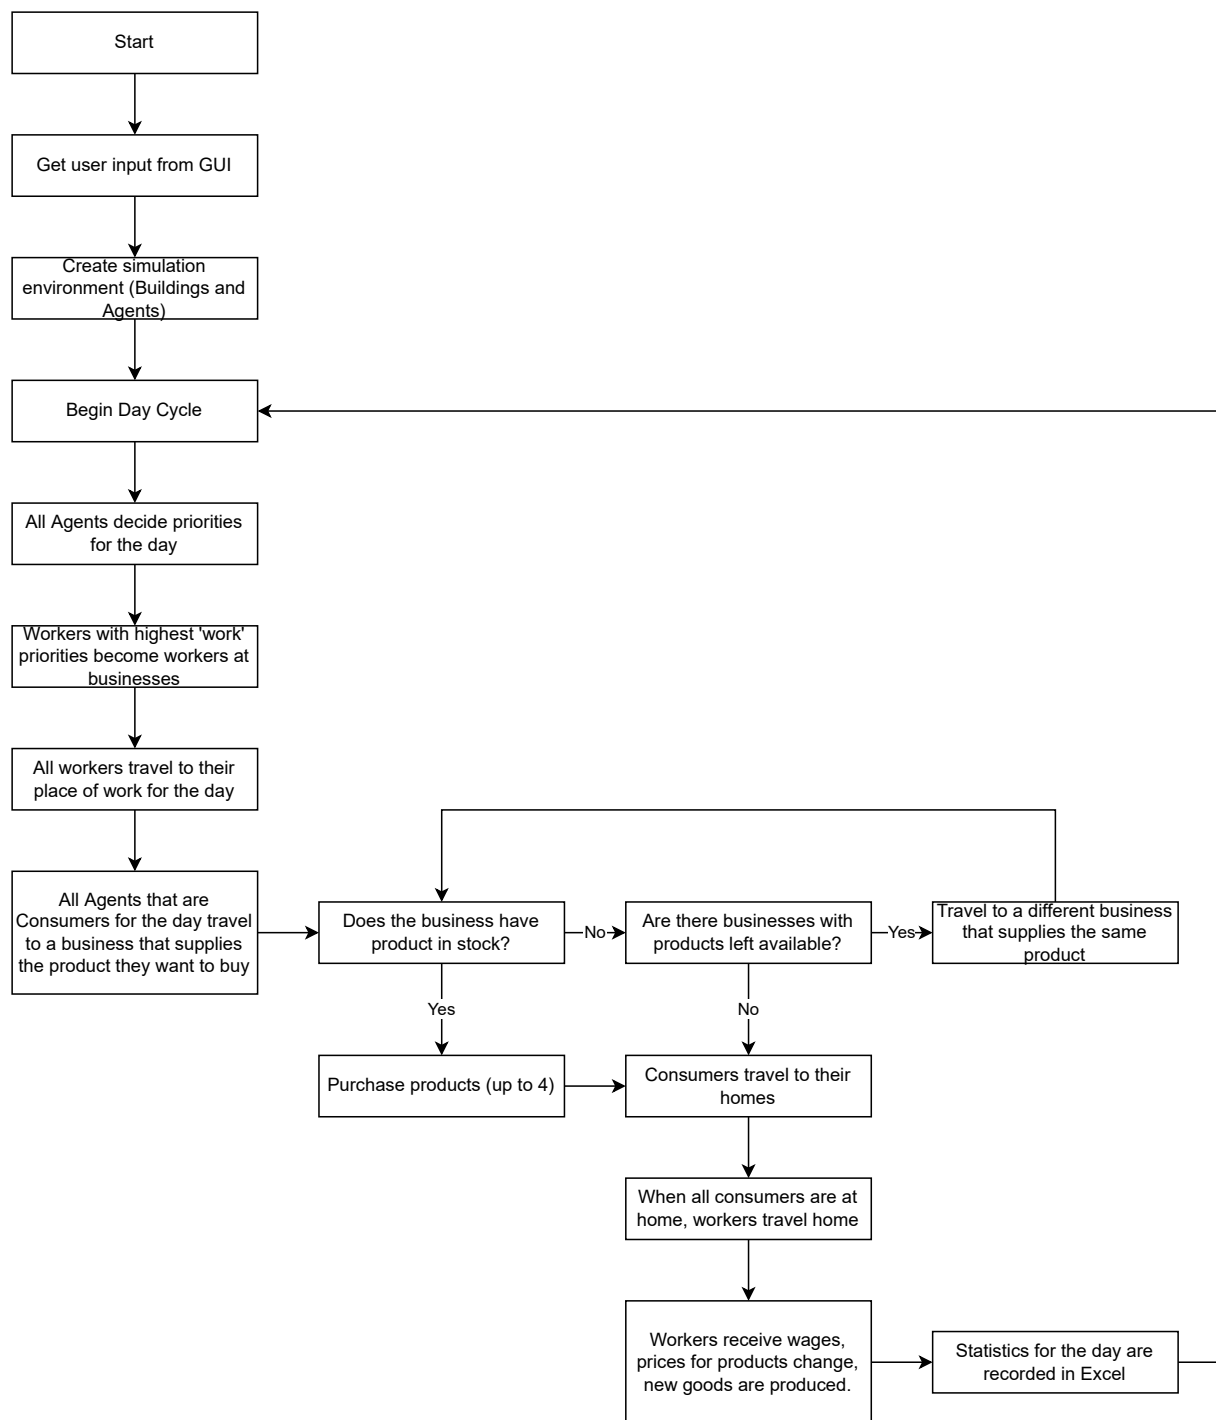 Start
Get user input from GUI
Create simulation
environment (Buildings and
Agents)
Begin Day Cycle
All Agents decide priorities
for the day
Workers with highest 'work'
priorities become workers at
businesses
All workers travel to their
place of work for the day
All Agents that are
Consumers for the day travel
to a business that supplies
the product they want to buy
Does the business have
product in stock?
No
Are there businesses with
products left available?
Yes
Travel to a different business
that supplies the same
product
Yes
No
Purchase products (up to 4)
Consumers travel to their
homes
When all consumers are at
home, workers travel home
Workers receive wages,
prices for products change,
new goods are produced.
Statistics for the day are
recorded in Excel